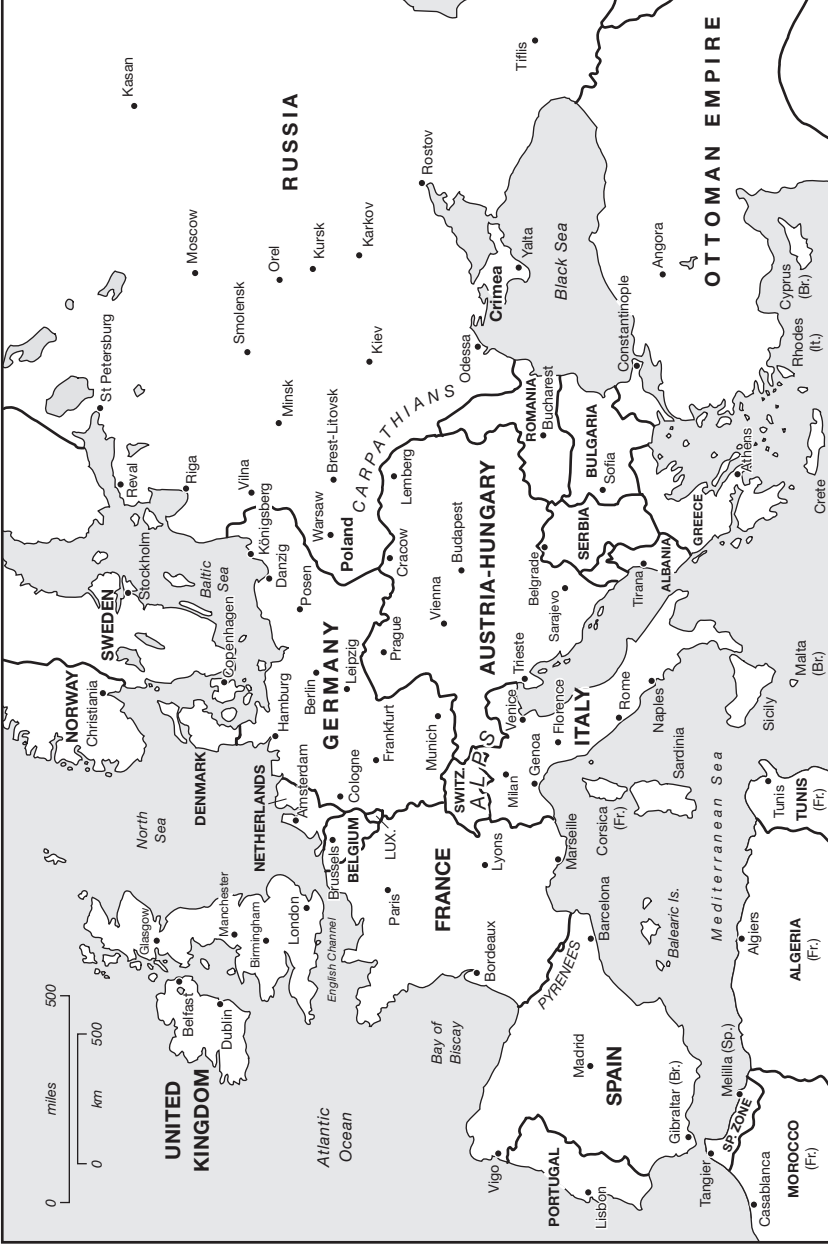 miles
0
500
km
0
500
UNITED
KINGDOM
Belfast
Dublin
Glasgow
Manchester
Birmingham
London
Atlantic
Ocean
North
Sea
English Channel
Bay of
Biscay
NORWAY
Christiania
SWEDEN
Stockholm
Baltic
Sea
DENMARK
Copenhagen
NETHERLANDS
Amsterdam
Brussels
BELGIUM
LUX.
GERMANY
Hamburg
Berlin
Leipzig
Cologne
Frankfurt
Munich
Posen
Danzig
Königsberg
RUSSIA
St Petersburg
Reval
Riga
Vilna
Kasan
Moscow
Smolensk
Orel
Kursk
Karkov
Minsk
Kiev
Brest-Litovsk
Warsaw
Poland
Rostov
Odessa
Crimea
Yalta
Tiflis
Black Sea
CARPATHIANS
FRANCE
Paris
Lyons
Bordeaux
Marseille
SWITZ.
ALPS
AUSTRIA-HUNGARY
Prague
Cracow
Lemberg
Vienna
Budapest
Trieste
Sarajevo
Belgrade
SERBIA
ROMANIA
Bucharest
BULGARIA
Sofia
ALBANIA
Tirana
GREECE
Athens
Crete
Constantinople
Angora
OTTOMAN EMPIRE
Rhodes
(It.)
Cyprus
(Br.)
ITALY
Venice
Milan
Genoa
Florence
Rome
Naples
Corsica
(Fr.)
Sardinia
Sicily
Malta
(Br.)
Mediterranean Sea
PYRENEES
Barcelona
Balearic Is.
SPAIN
Madrid
Vigo
PORTUGAL
Lisbon
Gibraltar (Br.)
Tangier
Melilla (Sp.)
SP. ZONE
Casablanca
MOROCCO
(Fr.)
Algiers
ALGERIA
(Fr.)
Tunis
TUNIS
(Fr.)